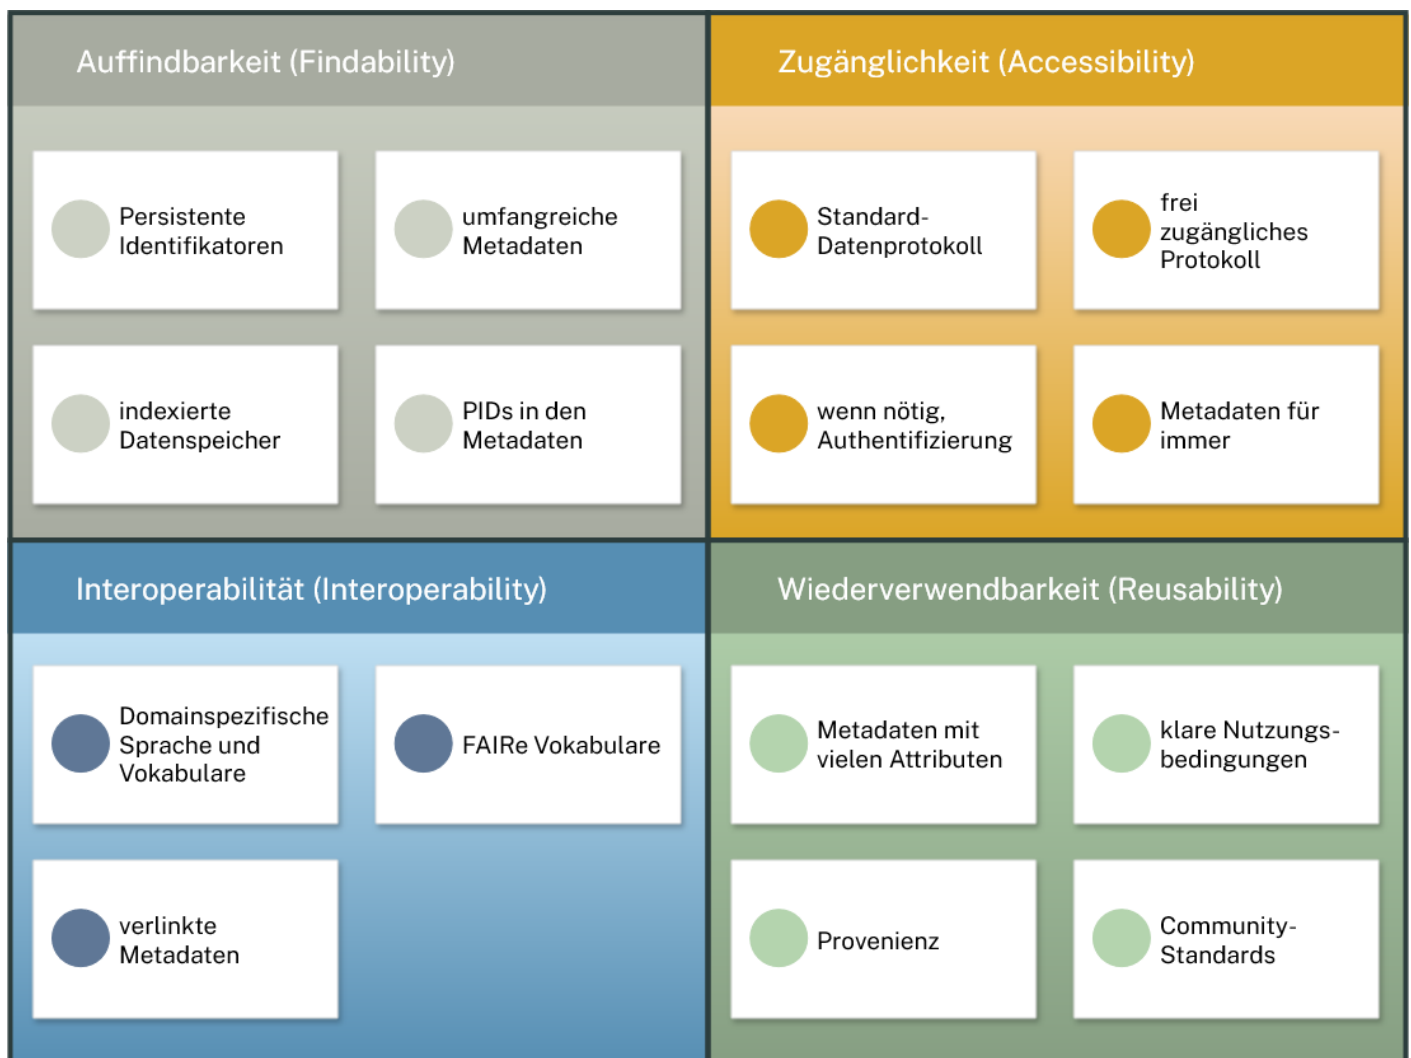 Auffindbarkeit (Findability)
Persistente
Identifikatoren
umfangreiche
Metadaten
indexierte
Datenspeicher
PIDs in den
Metadaten
Zugänglichkeit (Accessibility)
Standard-
Datenprotokoll
frei
zugängliches
Protokoll
wenn nötig,
Authentifizierung
Metadaten für
immer
Interoperabilität (Interoperability)
Domainspezifische
Sprache und
Vokabulare
FAIRe Vokabulare
verlinkte
Metadaten
Wiederverwendbarkeit (Reusability)
Metadaten mit
vielen Attributen
klare Nutzungs-
bedingungen
Provenienz
Community-
Standards